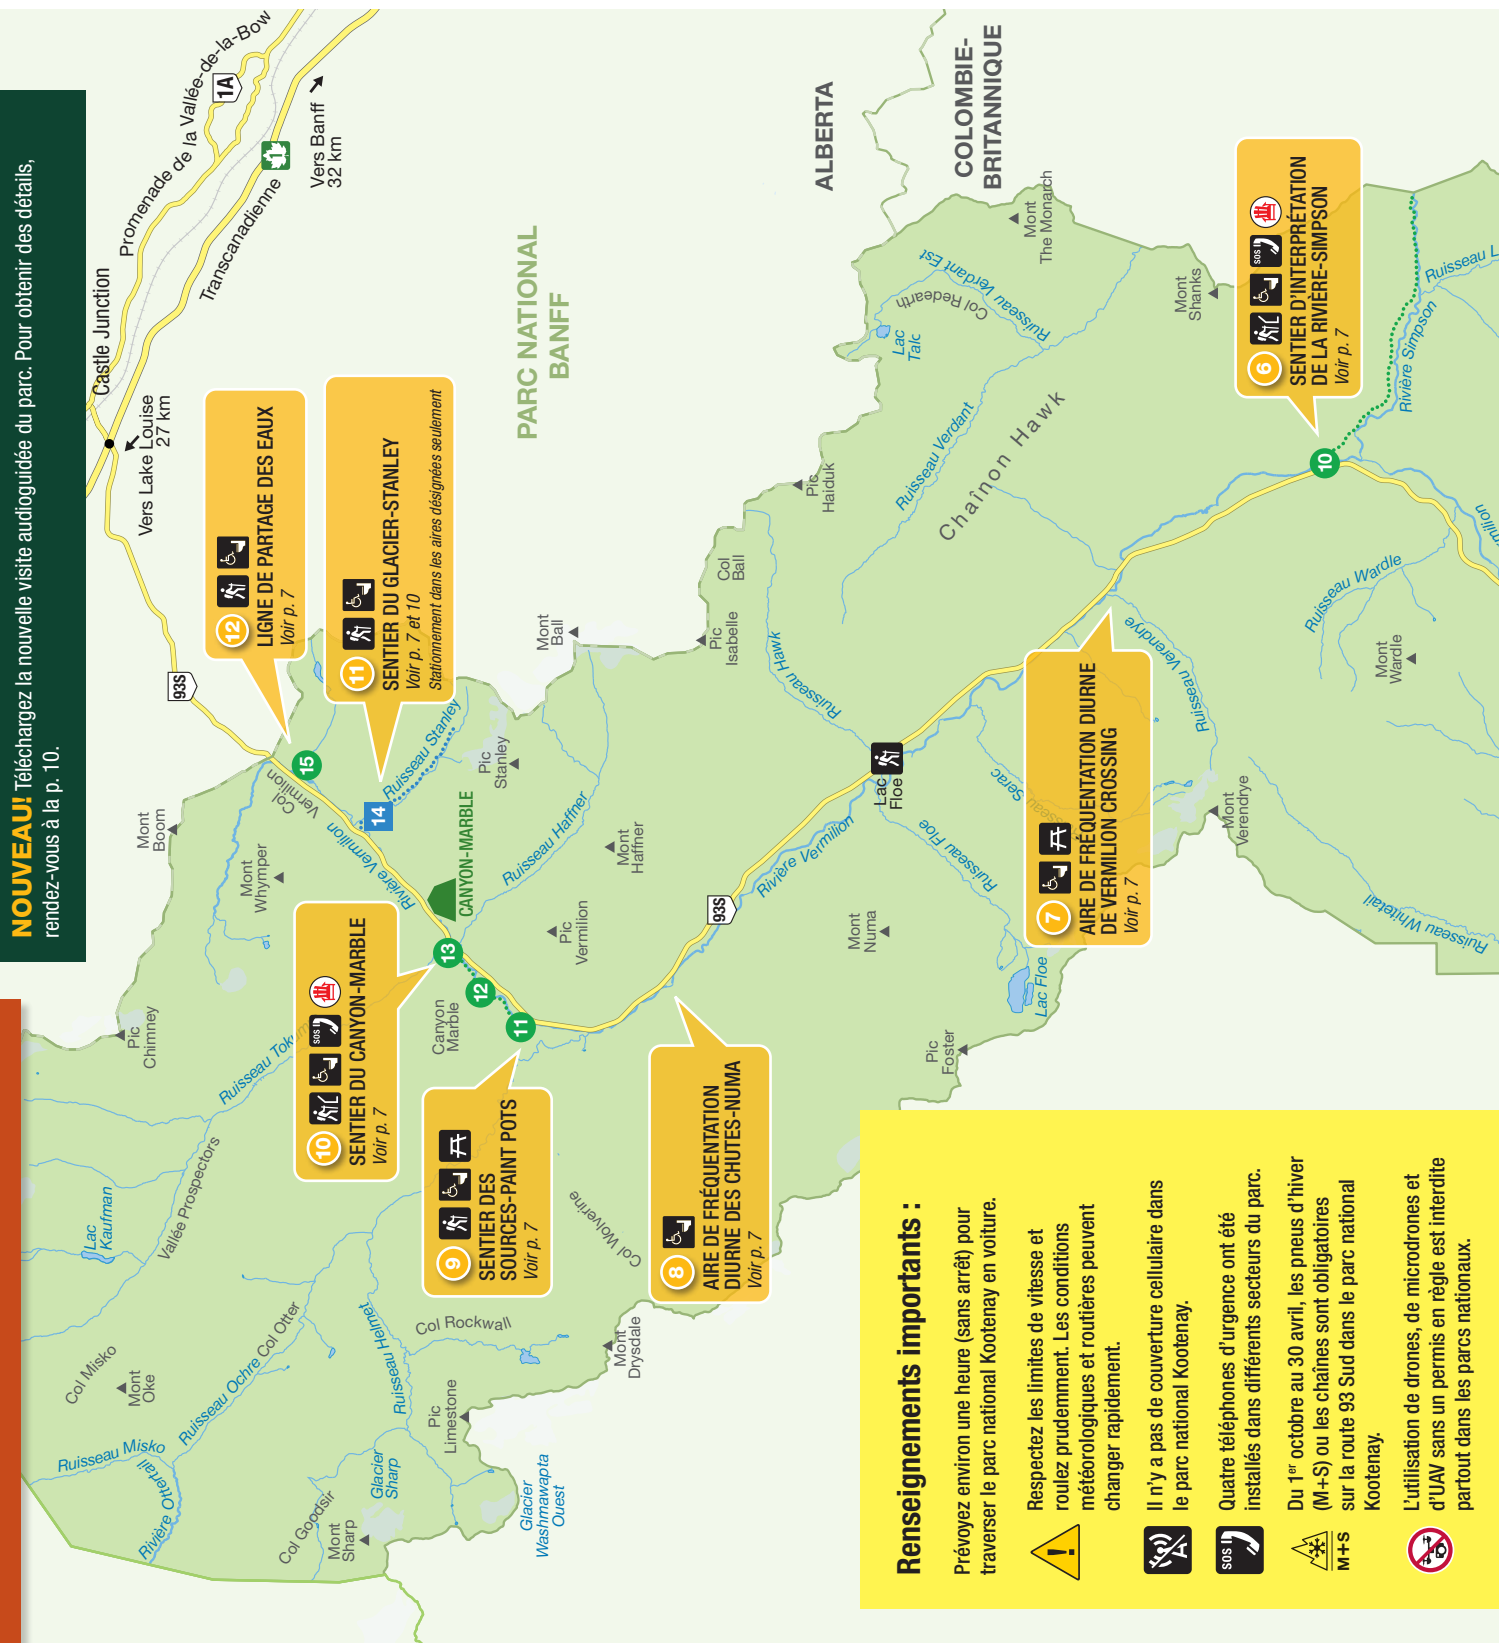 NOUVEAU! Téléchargez la nouvelle visite audioguidée du parc. Pour obtenir des détails,
rendez-vous à la p. 10.
Promenade de la Vallée-de-la-Bow
1A
Castle Junction
Transcanadienne
Vers Banff
32 km
Vers Lake Louise
27 km
93S
PARC NATIONAL
BANFF
ALBERTA
COLOMBIE-
BRITANNIQUE
12
LIGNE DE PARTAGE DES EAUX
Voir p. 7
11
SENTIER DU GLACIER-STANLEY
Voir p. 7 et 10
Stationnement dans les aires désignées seulement
15
Col
Vermilion
14
Ruisseau Stanley
Pic
Stanley
Mont
Boom
Mont
Whymper
Rivière Vermilion
CANYON-MARBLE
Ruisseau Haffner
Mont
Haffner
Pic
Vermilion
Mont
Ball
Col
Ball
Pic
Isabelle
Pic
Haiduk
Ruisseau Hawk
Ruisseau Verdant
Chaînon Hawk
Lac
Talc
Col Redearth
Ruisseau Verdant Est
Mont
The Monarch
Mont
Shanks
6
SOS
SENTIER D'INTERPRÉTATION
DE LA RIVIÈRE-SIMPSON
Voir p. 7
10
Rivière Simpson
Ruisseau L
milion
Ruisseau Wardle
Mont
Wardle
Ruisseau Verendrye
Mont
Verendrye
Ruisseau Whitetail
7
AIRE DE FRÉQUENTATION DIURNE
DE VERMILION CROSSING
Voir p. 7
Serac
Lac
Floe
Ruisseau Floe
Lac Floe
Rivière Vermilion
93S
Mont
Numa
Pic
Foster
13
12
11
Canyon
Marble
10
SOS
SENTIER DU CANYON-MARBLE
Voir p. 7
9
SENTIER DES
SOURCES-PAINT POTS
Voir p. 7
8
AIRE DE FRÉQUENTATION
DIURNE DES CHUTES-NUMA
Voir p. 7
Pic
Chimney
Ruisseau Tokum
Vallée Prospectors
Lac
Kaufman
Col Wolverine
Col Rockwall
Mont
Drysdale
Ruisseau Helmet
Col Otter
Ruisseau Ochre
Col Misko
Mont
Oke
Ruisseau Misko
Rivière Ottertail
Col Goodsir
Mont
Sharp
Glacier
Sharp
Pic
Limestone
Glacier
Washmawapta
Ouest
Renseignements importants :
Prévoyez environ une heure (sans arrêt) pour
traverser le parc national Kootenay en voiture.
Respectez les limites de vitesse et
roulez prudemment. Les conditions
météorologiques et routières peuvent
changer rapidement.
Il n'y a pas de couverture cellulaire dans
le parc national Kootenay.
SOS
Quatre téléphones d'urgence ont été
installés dans différents secteurs du parc.
M+S
Du 1er octobre au 30 avril, les pneus d'hiver
(M+S) ou les chaînes sont obligatoires
sur la route 93 Sud dans le parc national
Kootenay.
L'utilisation de drones, de microdrones et
d'UAV sans un permis en règle est interdite
partout dans les parcs nationaux.